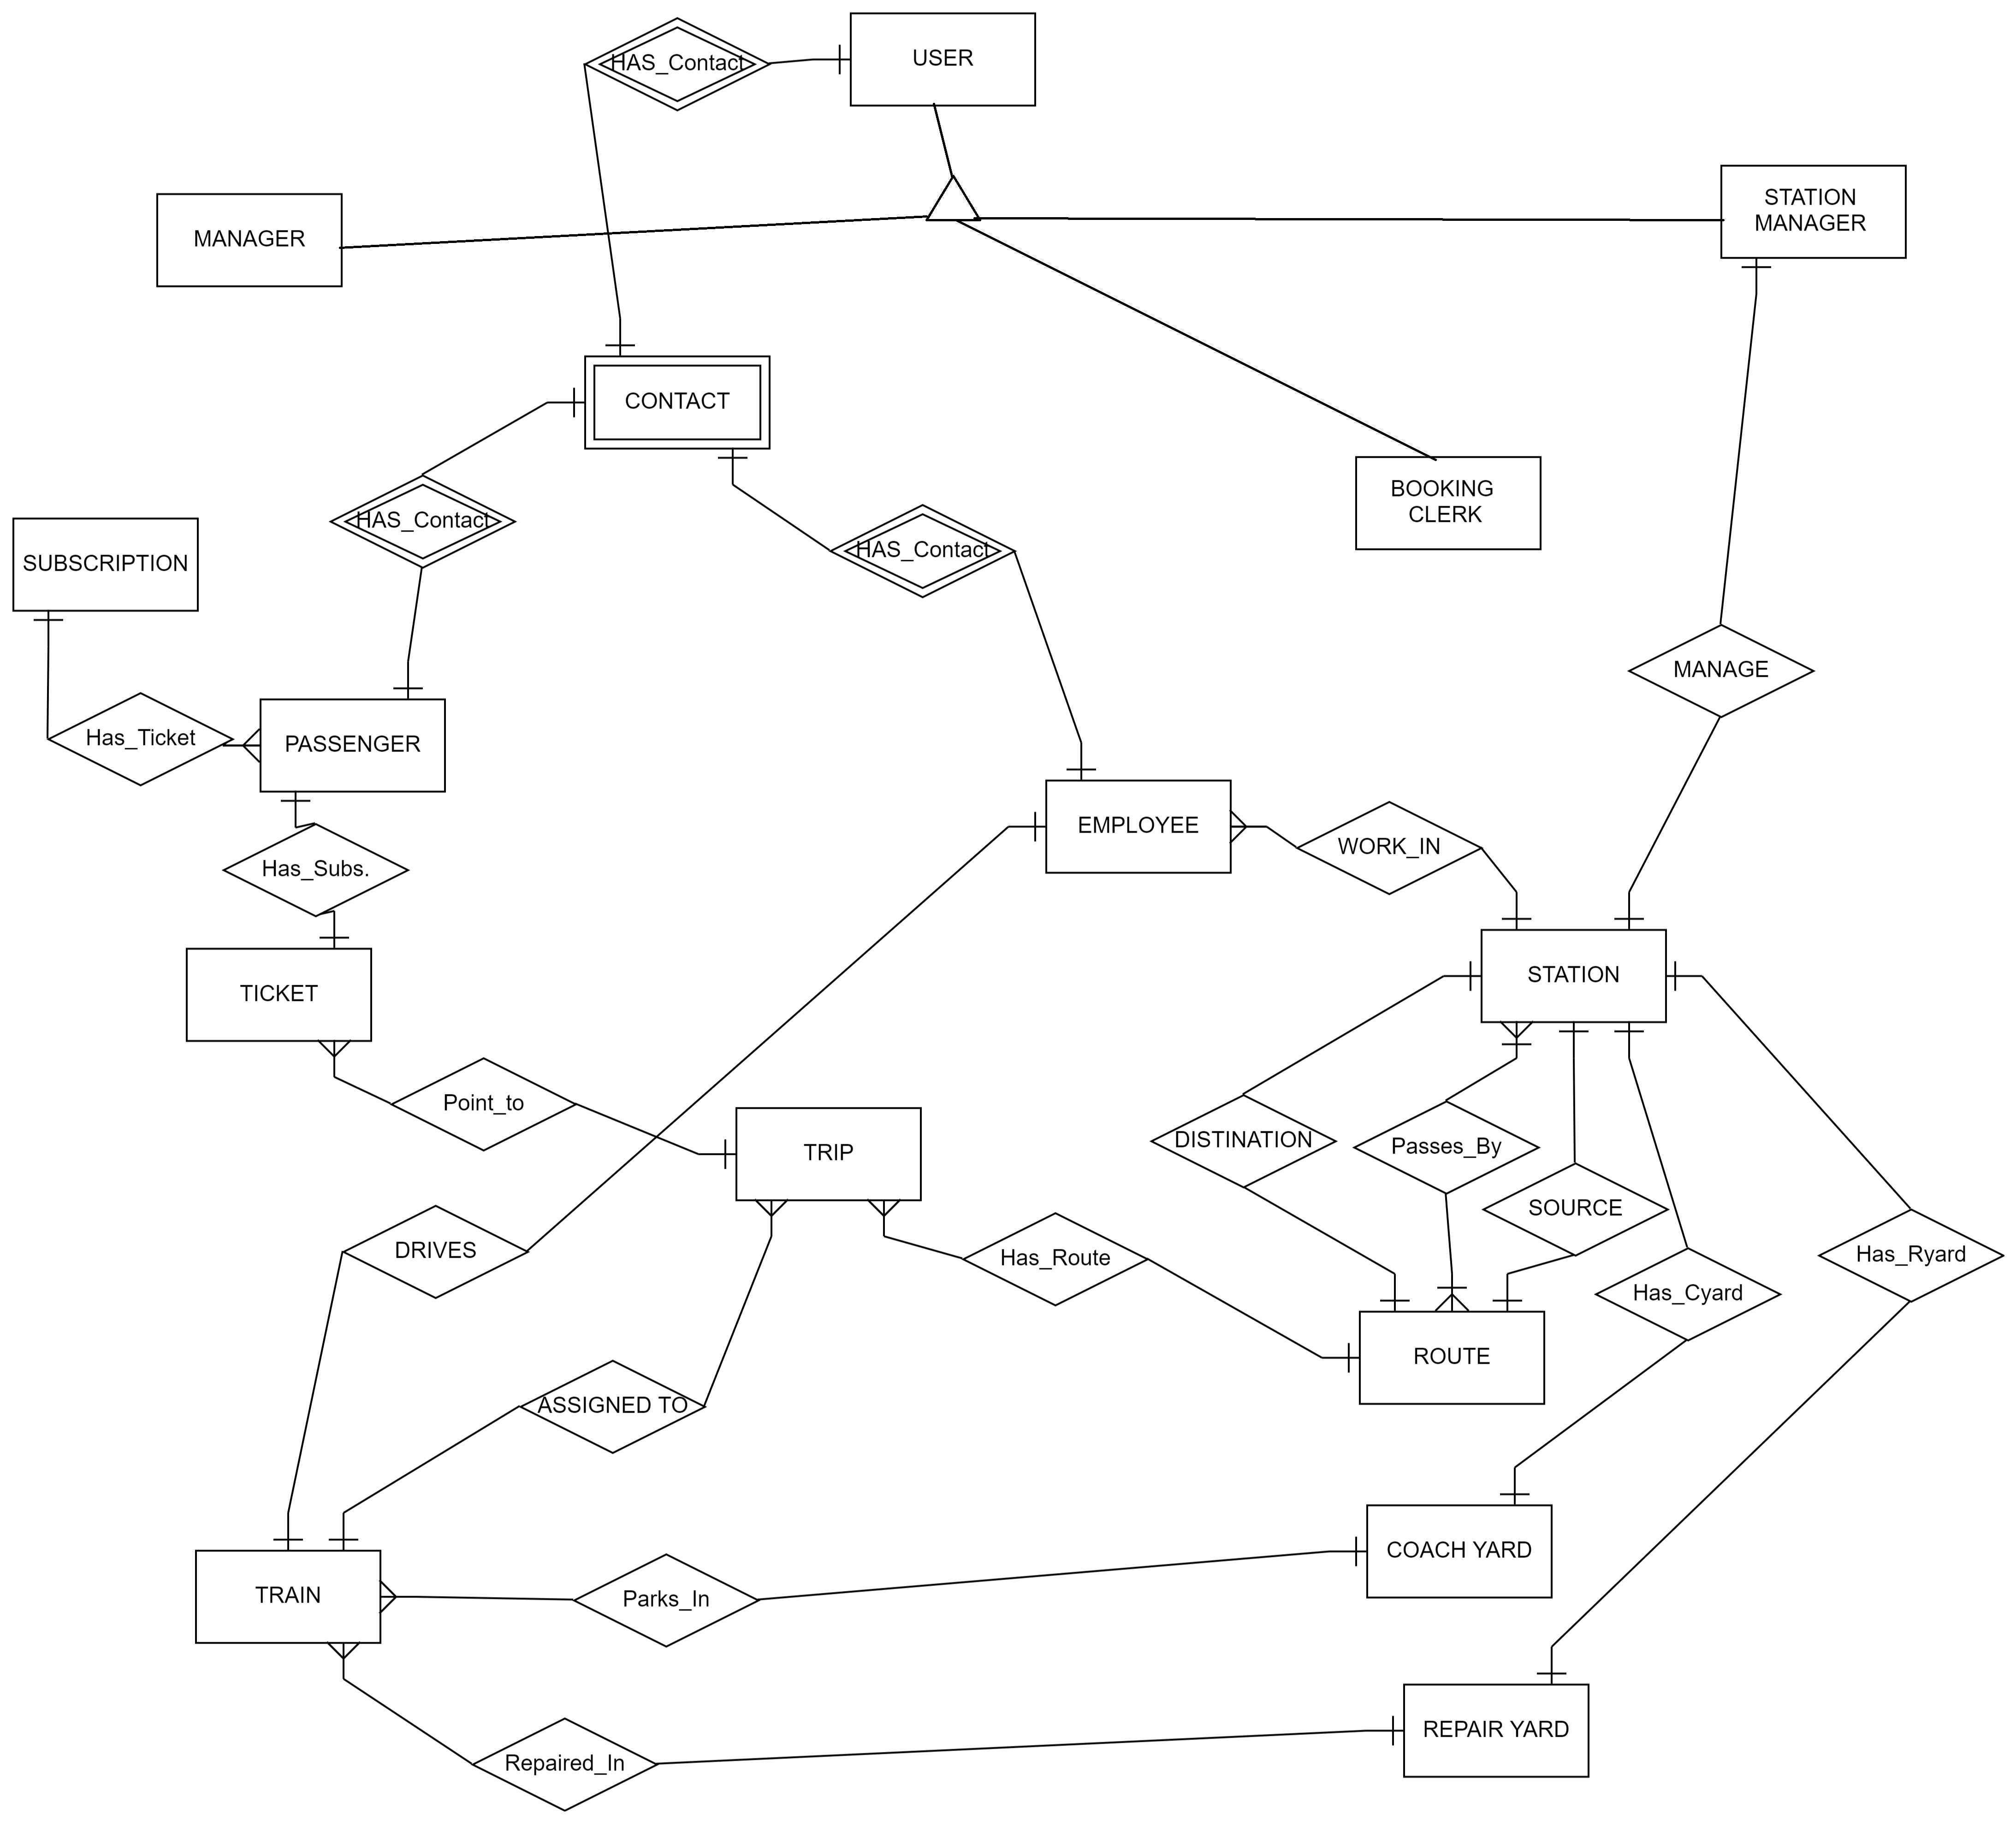 USER
HAS_Contact
STATION
MANAGER
MANAGER
CONTACT
BOOKING
CLERK
HAS_Contact
HAS_Contact
SUBSCRIPTION
MANAGE
Has_Ticket
PASSENGER
EMPLOYEE
WORK_IN
Has_Subs.
STATION
TICKET
Point_to
DISTINATION
Passes_By
TRIP
SOURCE
DRIVES
Has_Route
Has_Ryard
Has_Cyard
ROUTE
ASSIGNED TO
COACH YARD
TRAIN
Parks_In
REPAIR YARD
Repaired_In